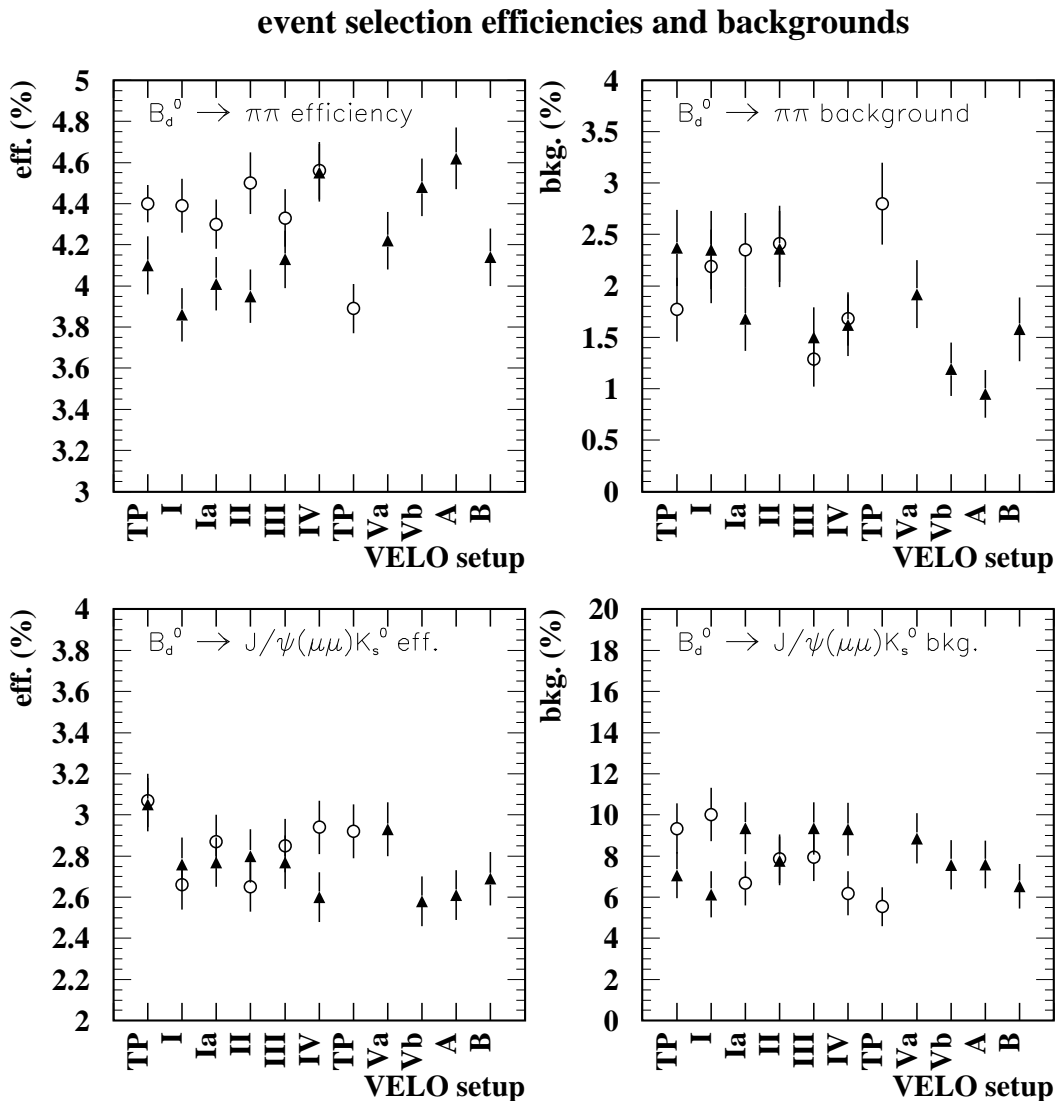 event selection efficiencies and backgrounds
eff. (%)
B_d^0 → ππ efficiency
5
4.8
4.6
4.4
4.2
4
3.8
3.6
3.4
3.2
3
TP I Ia II III IV TP Va Vb A B
VELO setup
bkg. (%)
B_d^0 → ππ background
4
3.5
3
2.5
2
1.5
1
0.5
0
TP I Ia II III IV TP Va Vb A B
VELO setup
eff. (%)
B_d^0 → J/ψ(μμ)K_s^0 eff.
4
3.8
3.6
3.4
3.2
3
2.8
2.6
2.4
2.2
2
TP I Ia II III IV TP Va Vb A B
VELO setup
bkg. (%)
B_d^0 → J/ψ(μμ)K_s^0 bkg.
20
18
16
14
12
10
8
6
4
2
0
TP I Ia II III IV TP Va Vb A B
VELO setup